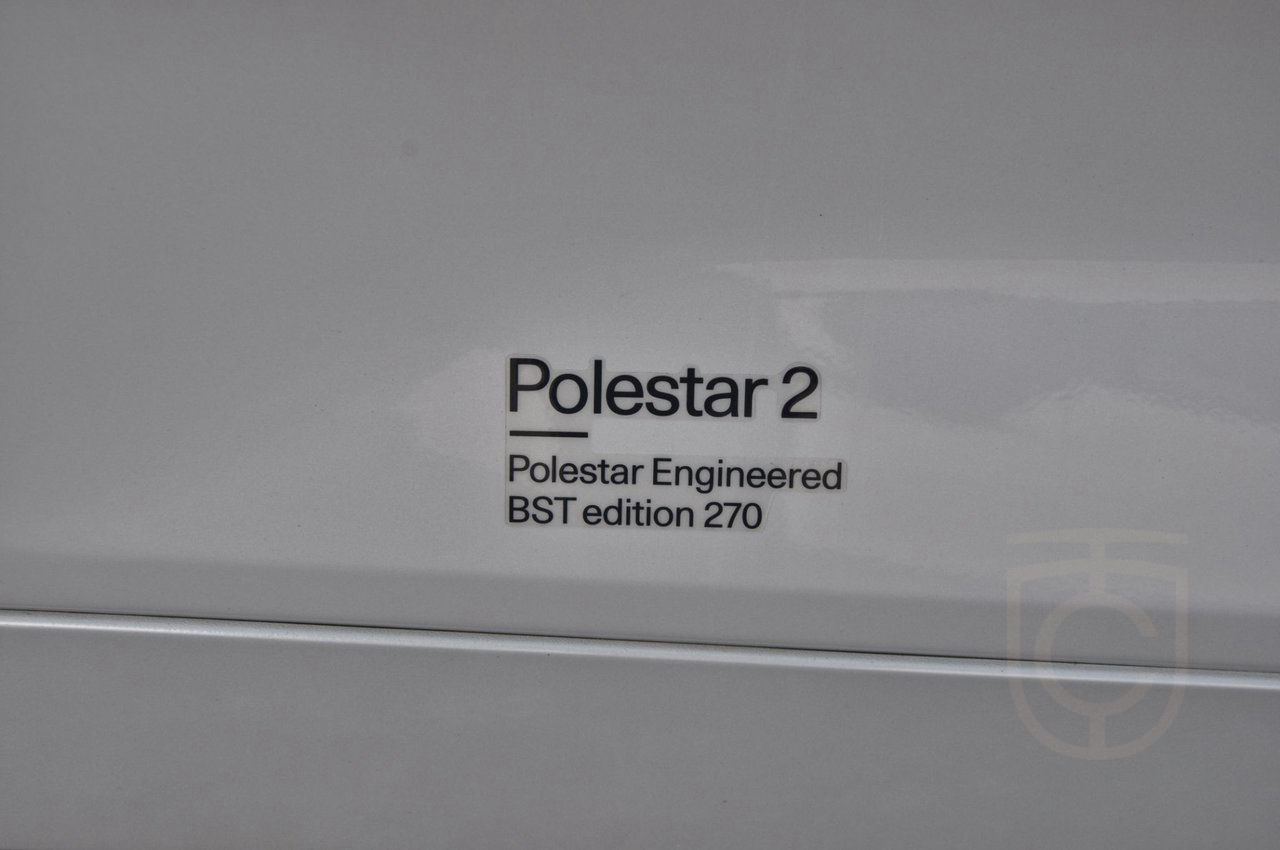 Polestar 2
Polestar Engineered
BST edition 270